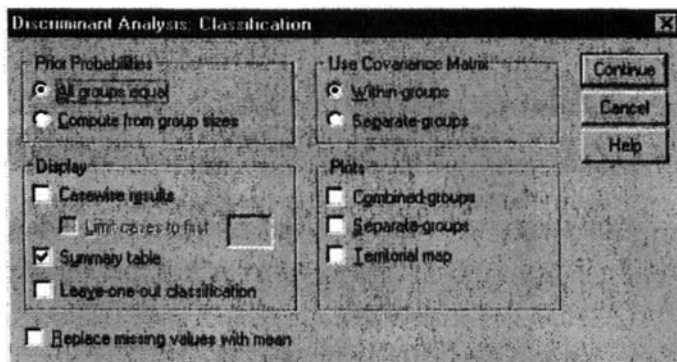 Discriminant Analysis: Classification
Prior Probabilities
All groups equal
Compute from group sizes
Use Covariance Matrix
Within-groups
Separate-groups
Continue
Cancel
Help
Display
Casewise results
Limit cases to first
Summary table
Leave-one-out classification
Plots
Combined-groups
Separate-groups
Territorial map
Replace missing values with mean